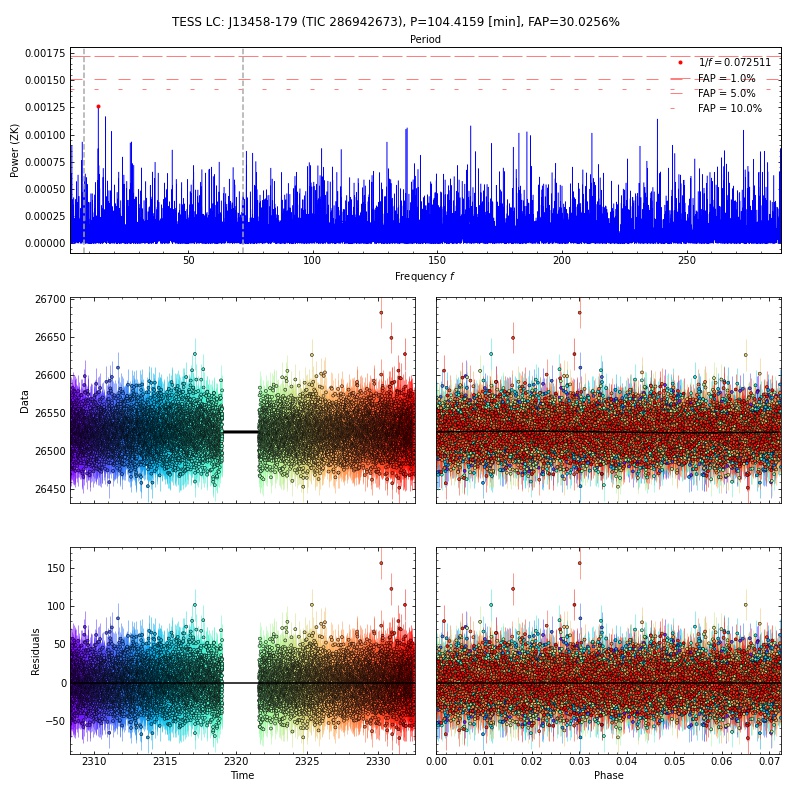 TESS LC: J13458-179 (TIC 286942673), P=104.4159 [min], FAP=30.0256%
Period
0.00175
0.00150
0.00125
0.00100
0.00075
0.00050
0.00025
0.00000
Power (ZK)
1/f = 0.072511
FAP = 1.0%
FAP = 5.0%
FAP = 10.0%
50 100 150 200 250
Frequency f
26700
26650
26600
26550
26500
26450
Data
150
100
50
0
−50
Residuals
2310 2315 2320 2325 2330
Time
0.00 0.01 0.02 0.03 0.04 0.05 0.06 0.07
Phase